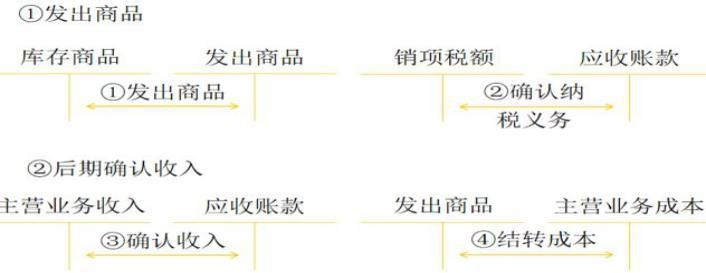 ①发出商品
库存商品 发出商品 销项税额 应收账款
①发出商品 ②确认纳
税义务
②后期确认收入
主营业务收入 应收账款 发出商品 主营业务成本
③确认收入 ④结转成本